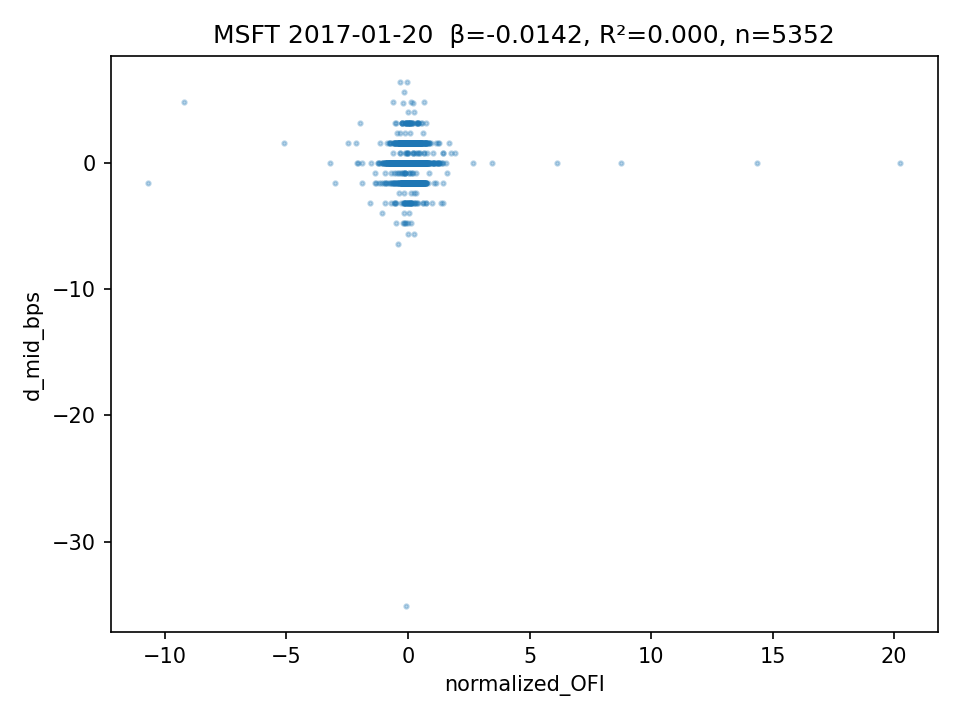 MSFT 2017-01-20  β=-0.0142, R²=0.000, n=5352
0
−10
−20
−30
d_mid_bps
−10 −5 0 5 10 15 20
normalized_OFI